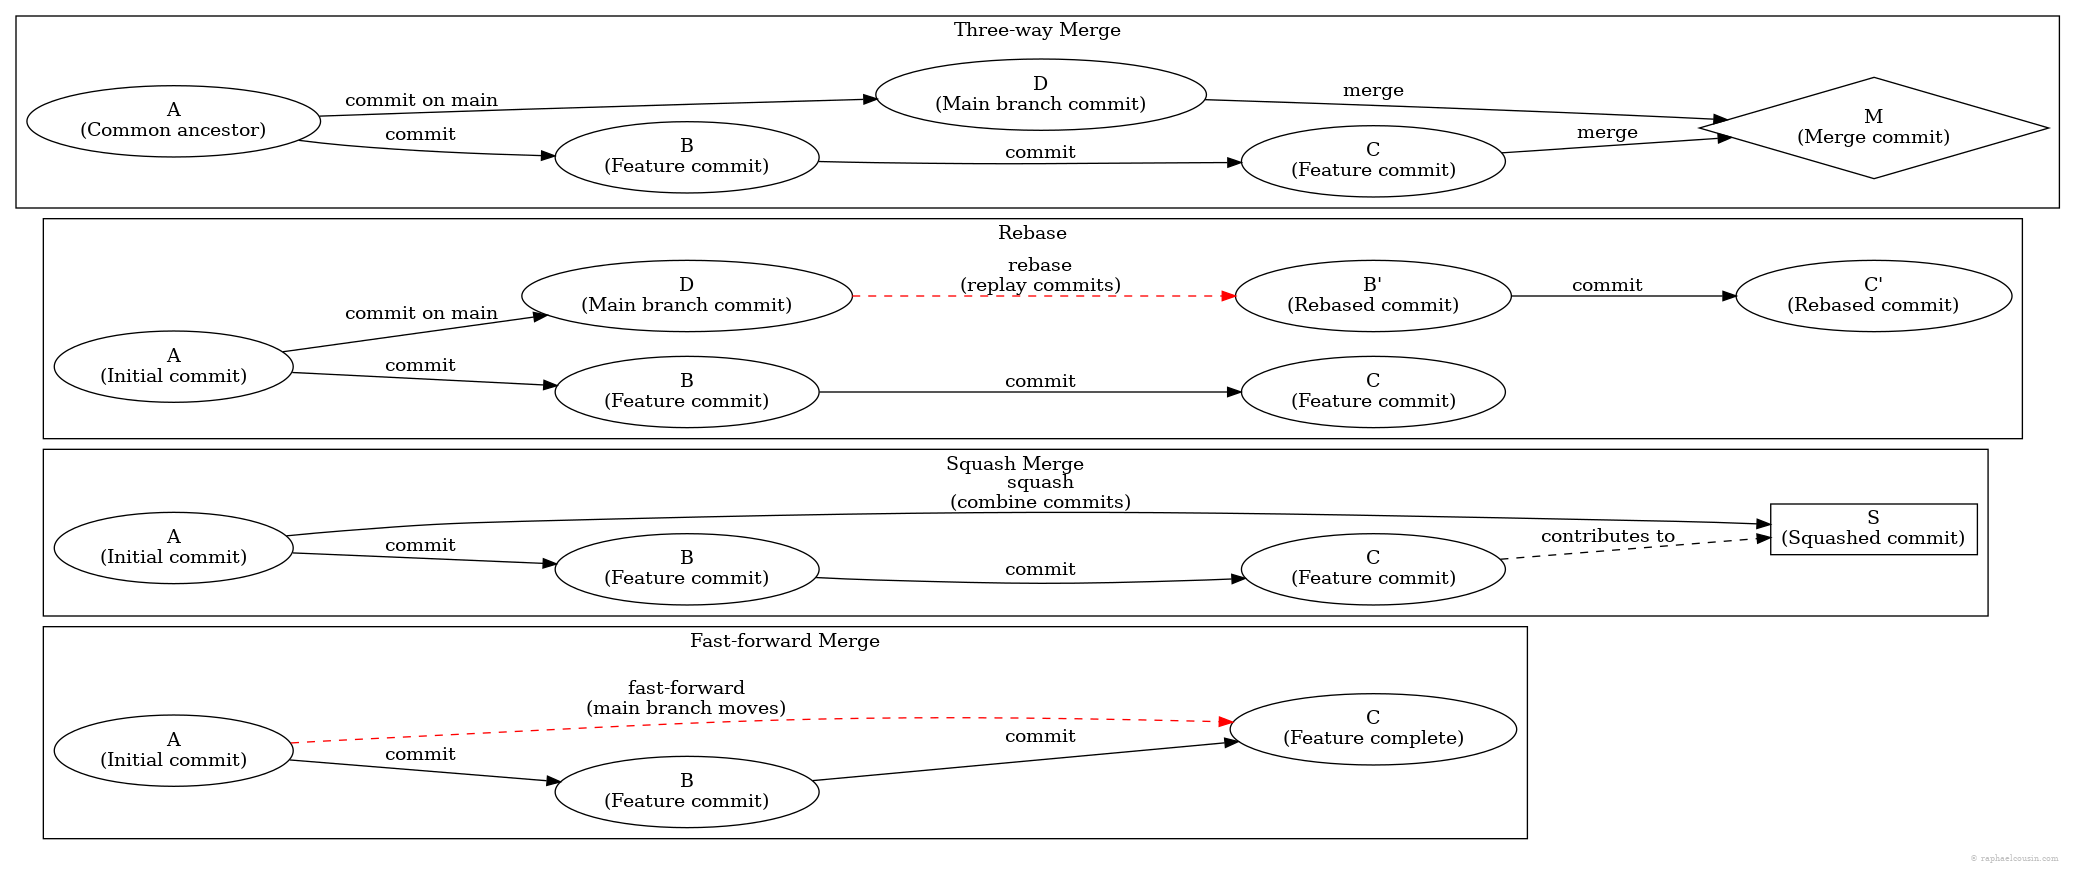 Three-way Merge
A
(Common ancestor)
commit on main
commit
D
(Main branch commit)
B
(Feature commit)
commit
C
(Feature commit)
merge
merge
M
(Merge commit)
Rebase
A
(Initial commit)
commit on main
commit
D
(Main branch commit)
rebase
(replay commits)
B'
(Rebased commit)
commit
C'
(Rebased commit)
B
(Feature commit)
commit
C
(Feature commit)
Squash Merge
squash
(combine commits)
A
(Initial commit)
commit
B
(Feature commit)
commit
C
(Feature commit)
contributes to
S
(Squashed commit)
Fast-forward Merge
fast-forward
(main branch moves)
A
(Initial commit)
commit
B
(Feature commit)
commit
C
(Feature complete)
© raphaelcouzin.com